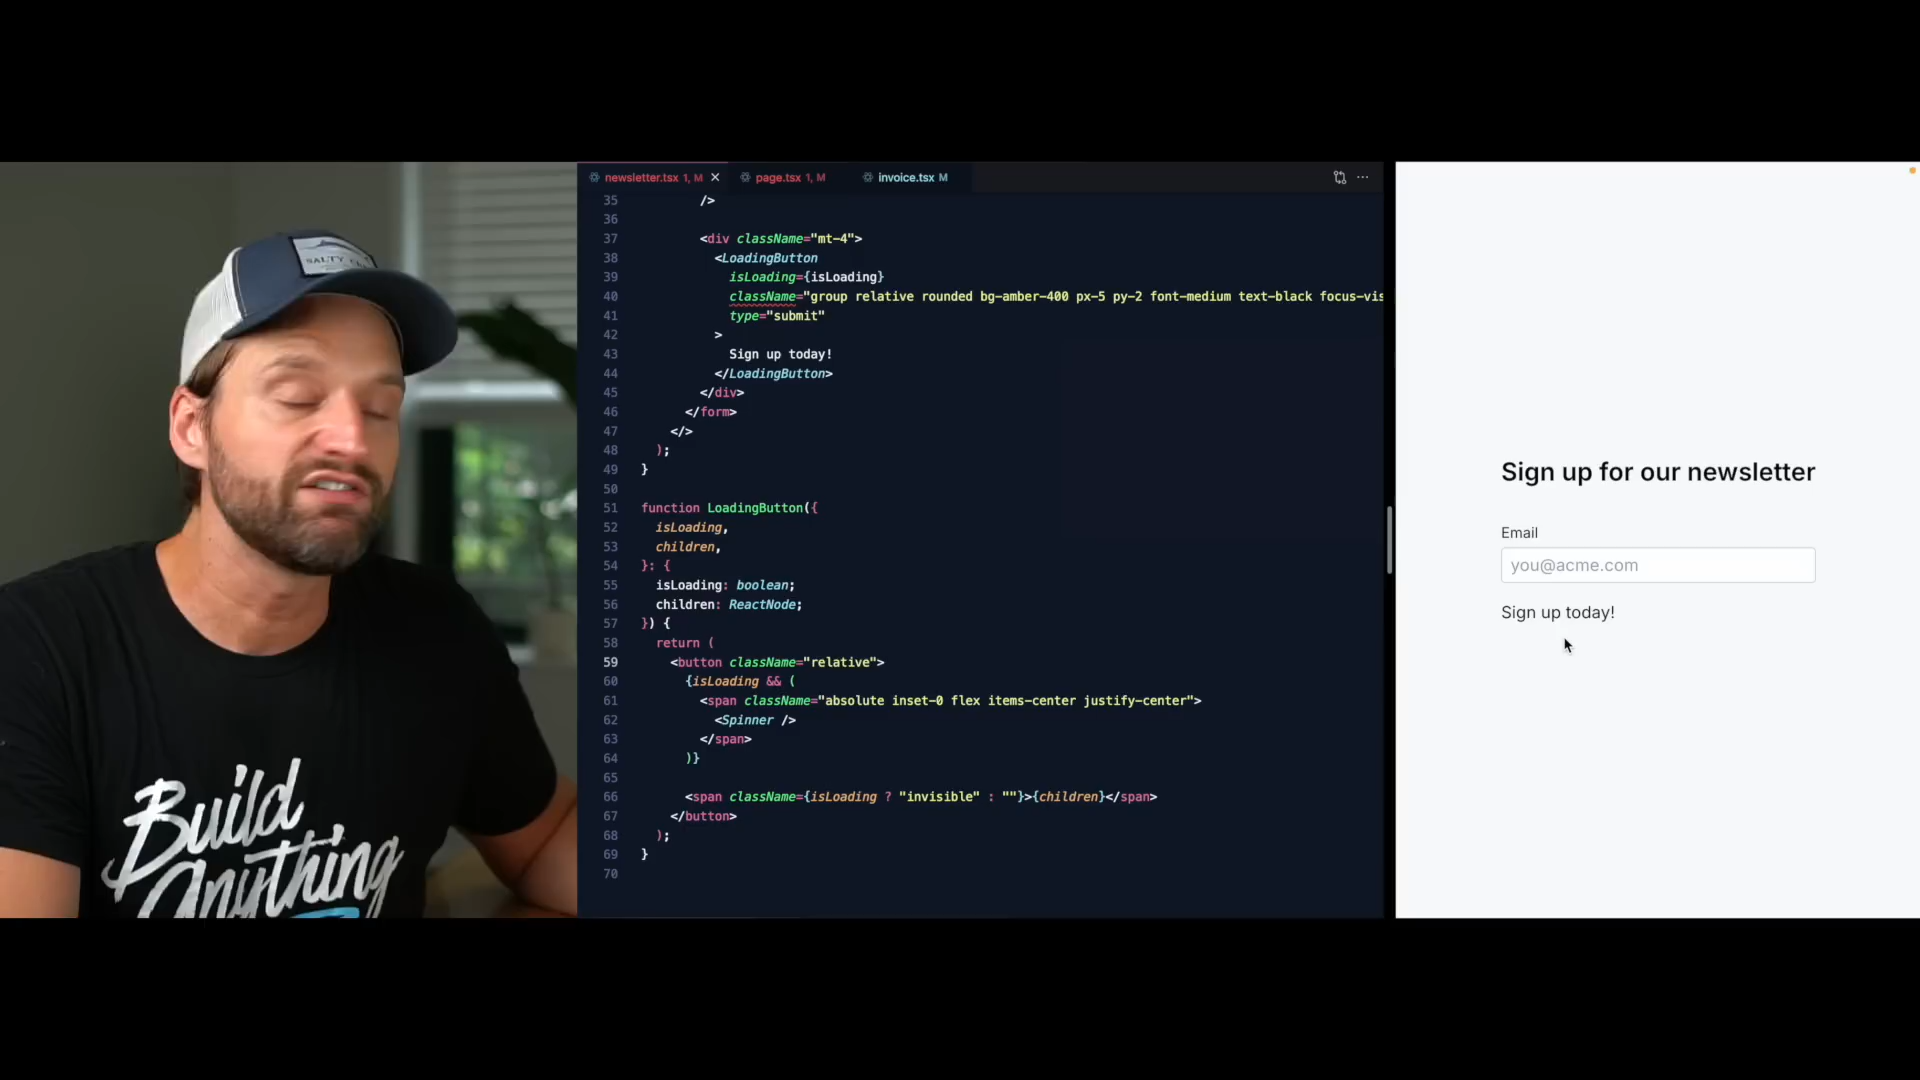 SALTY
Build
Anything
newsletter.tsx 1, M
page.tsx 1, M
invoice.tsx M
35 />
36
37 <div className="mt-4">
38 <LoadingButton
39 isLoading={isLoading}
40 className="group relative rounded bg-amber-400 px-5 py-2 font-medium text-black focus-vis
41 type="submit"
42 >
43 Sign up today!
44 </LoadingButton>
45 </div>
46 </form>
47 </>
48 );
49 }
50
51 function LoadingButton({
52 isLoading,
53 children,
54 }: {
55 isLoading: boolean;
56 children: ReactNode;
57 }) {
58 return (
59 <button className="relative">
60 {isLoading && (
61 <span className="absolute inset-0 flex items-center justify-center">
62 <Spinner />
63 </span>
64 )}
65
66 <span className={isLoading ? "invisible" : ""}>{children}</span>
67 </button>
68 );
69 }
70
Sign up for our newsletter
Email
you@acme.com
Sign up today!